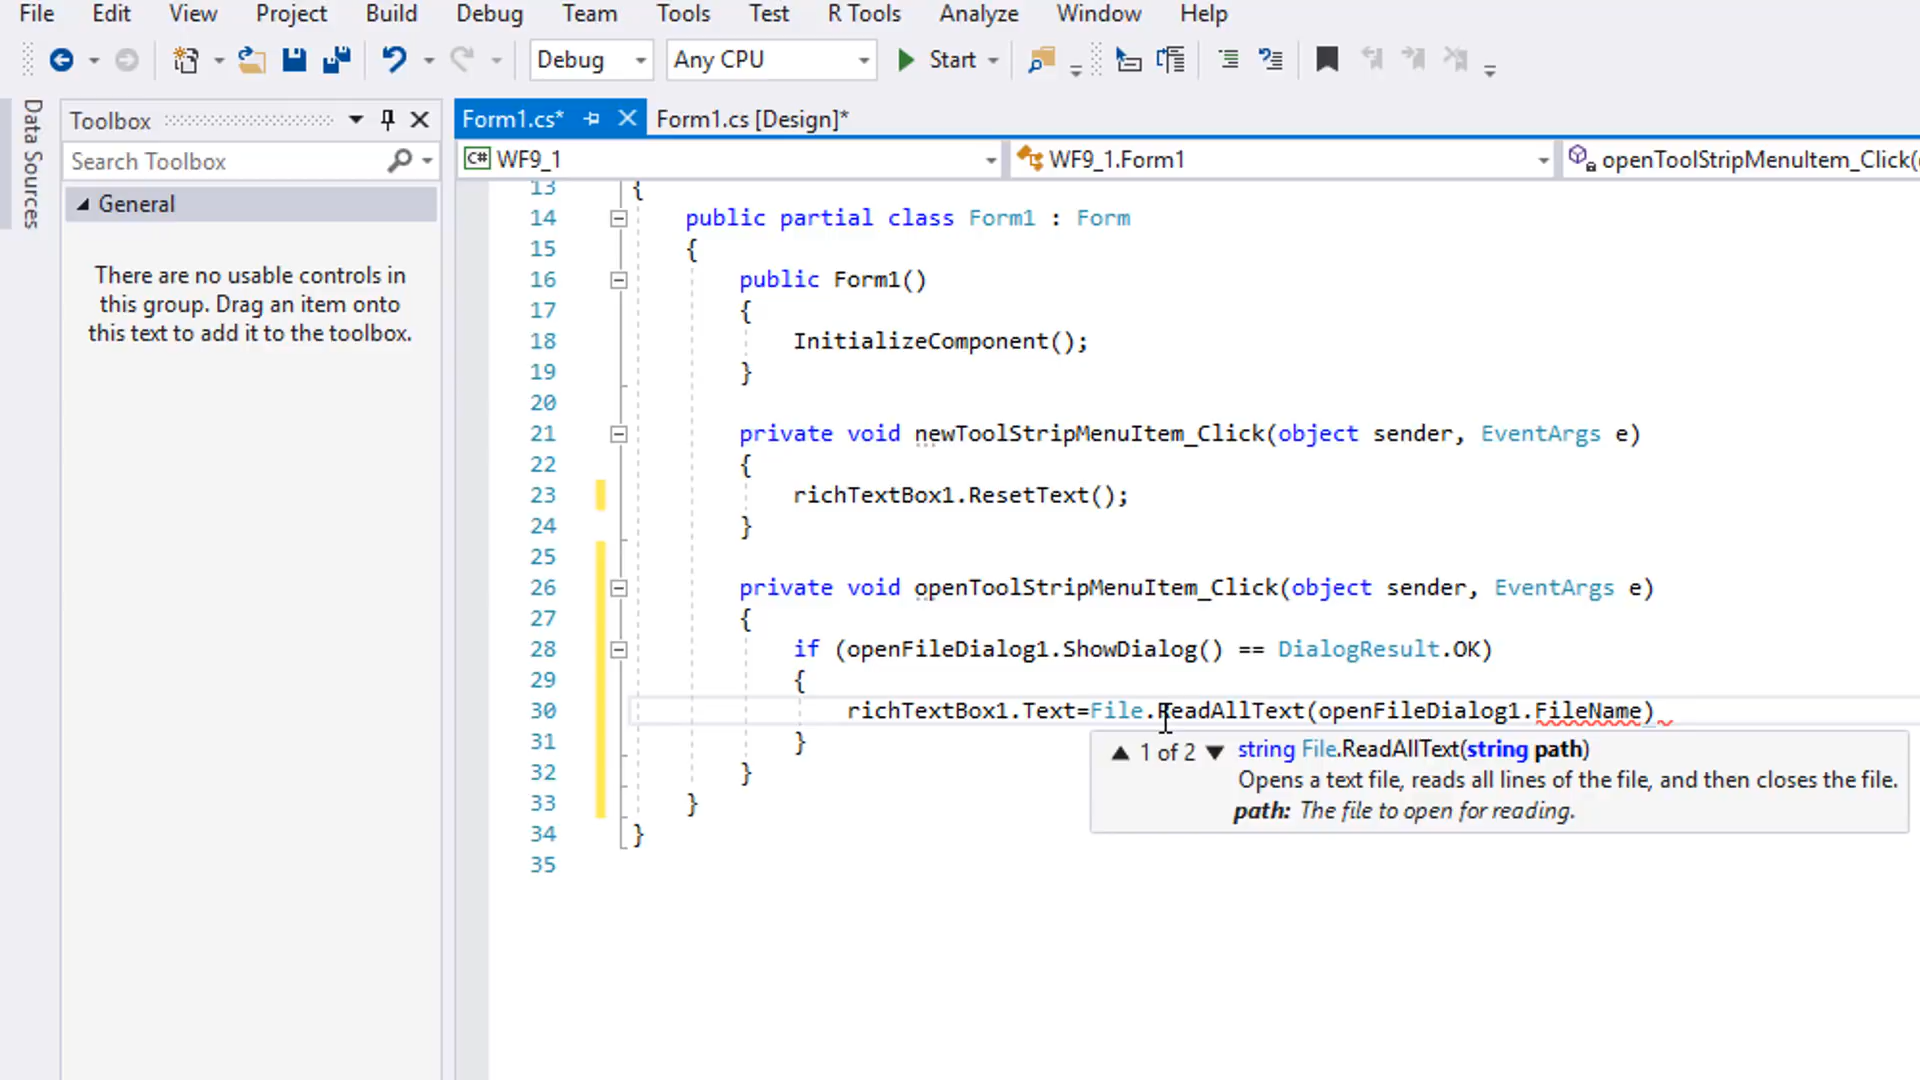 File Edit View Project Build Debug Team Tools Test R Tools Analyze Window Help
Debug Any CPU Start
Data Sources
Toolbox
Search Toolbox
General
There are no usable controls in
this group. Drag an item onto
this text to add it to the toolbox.
Form1.cs* Form1.cs [Design]*
C# WF9_1 WF9_1.Form1 openToolStripMenuItem_Click(
13 {
14 public partial class Form1 : Form
15 {
16 public Form1()
17 {
18 InitializeComponent();
19 }
20
21 private void newToolStripMenuItem_Click(object sender, EventArgs e)
22 {
23 richTextBox1.ResetText();
24 }
25
26 private void openToolStripMenuItem_Click(object sender, EventArgs e)
27 {
28 if (openFileDialog1.ShowDialog() == DialogResult.OK)
29 {
30 richTextBox1.Text=File.ReadAllText(openFileDialog1.FileName)
31 }
32 }
33 }
34 }
35
▲ 1 of 2 ▼ string File.ReadAllText(string path)
Opens a text file, reads all lines of the file, and then closes the file.
path: The file to open for reading.